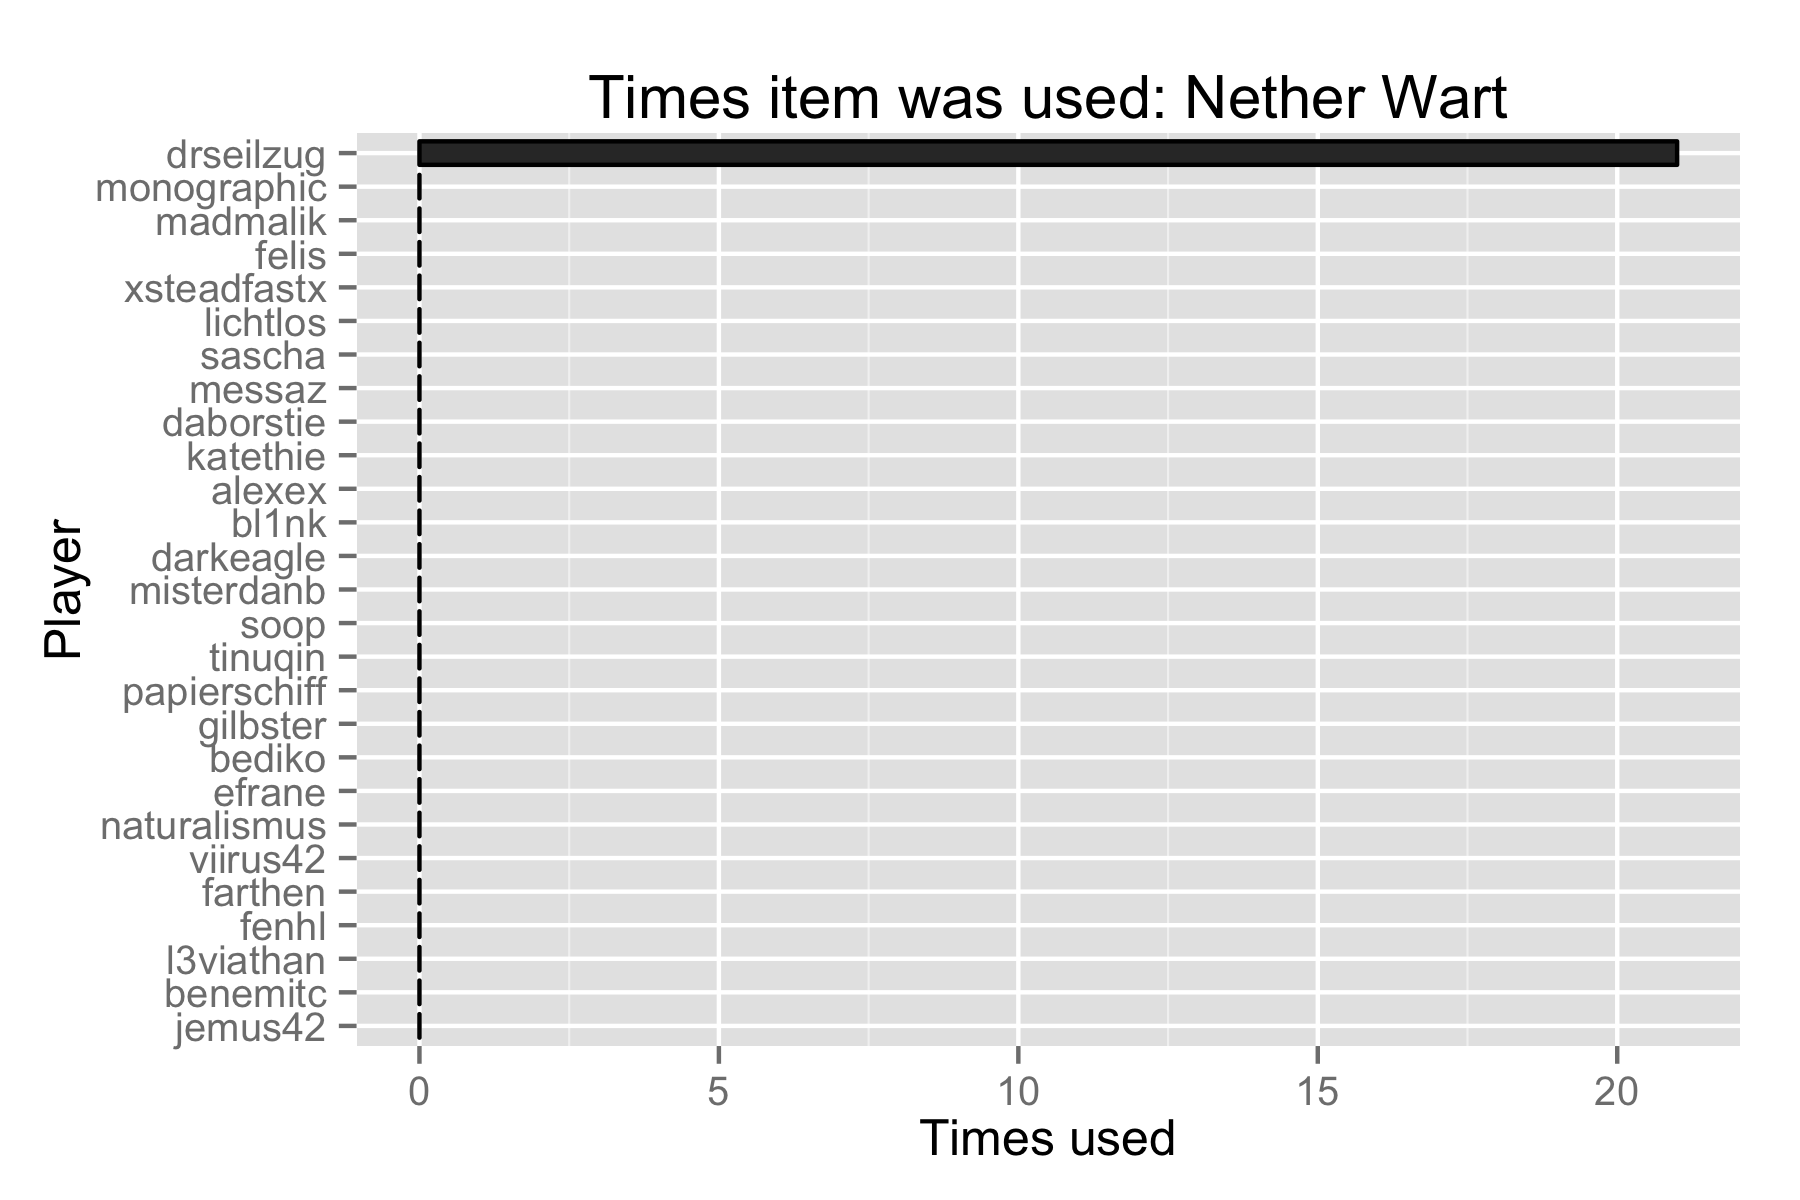 Times item was used: Nether Wart
drseilzug
monographic
madmalik
felis
xsteadfastx
lichtlos
sascha
messaz
daborstie
katethie
alexex
bl1nk
darkeagle
misterdanb
soop
tinuqin
papierschiff
gilbster
bediko
efrane
naturalismus
viirus42
farthen
fenhl
l3viathan
benemitc
jemus42
Player
0 5 10 15 20
Times used